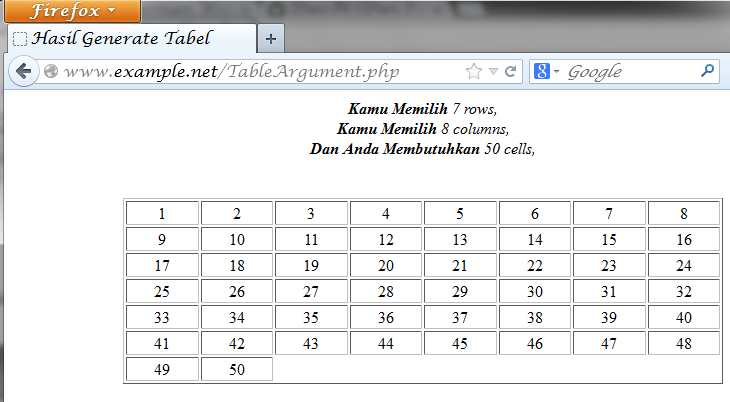 Firefox
Hasil Generate Tabel
www.example.net/TableArgument.php
Google
Kamu Memilih 7 rows,
Kamu Memilih 8 columns,
Dan Anda Membutuhkan 50 cells,
1 2 3 4 5 6 7 8
9 10 11 12 13 14 15 16
17 18 19 20 21 22 23 24
25 26 27 28 29 30 31 32
33 34 35 36 37 38 39 40
41 42 43 44 45 46 47 48
49 50